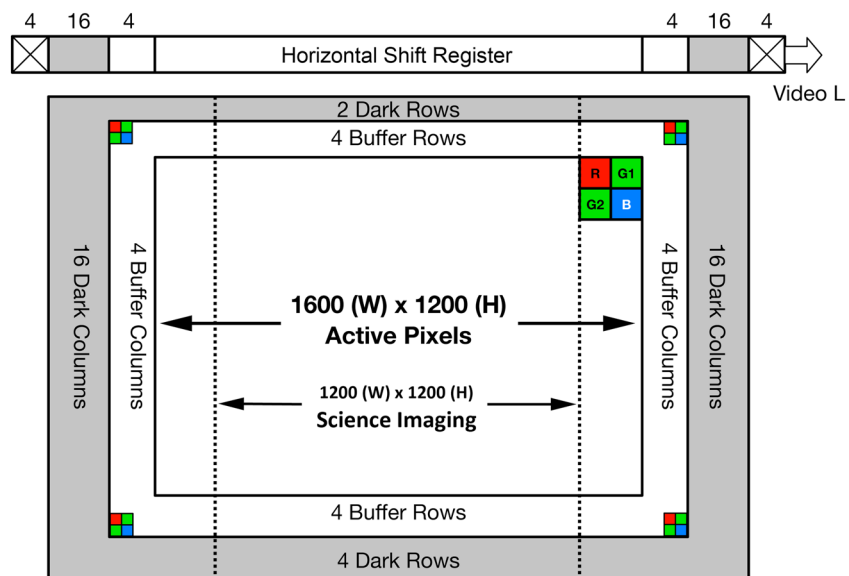 4 16 4 4 16 4
Horizontal Shift Register
Video L
2 Dark Rows
4 Buffer Rows
R G1
G2 B
16 Dark Columns
4 Buffer Columns
4 Buffer Columns
16 Dark Columns
1600 (W) x 1200 (H)
Active Pixels
1200 (W) x 1200 (H)
Science Imaging
4 Buffer Rows
4 Dark Rows